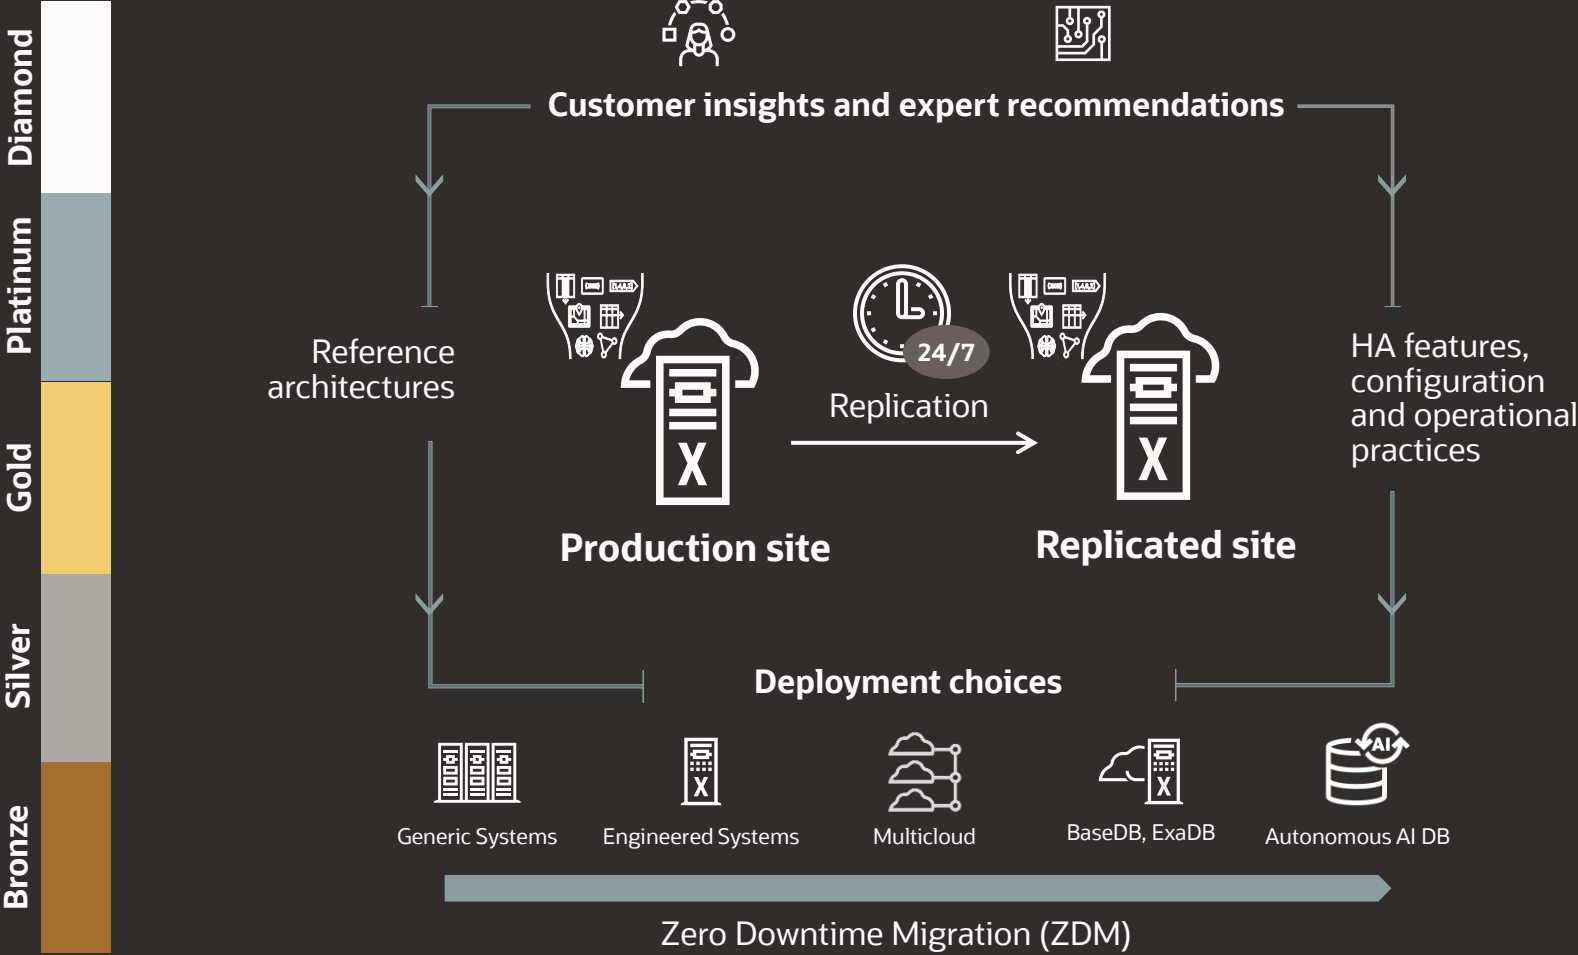 Diamond
Platinum
Gold
Silver
Bronze
Customer insights and expert recommendations
Reference
architectures
24/7
Replication
X
Production site
X
Replicated site
HA features,
configuration
and operational
practices
Deployment choices
X
X
AI
Generic Systems
Engineered Systems
Multicloud
BaseDB, ExaDB
Autonomous AI DB
Zero Downtime Migration (ZDM)